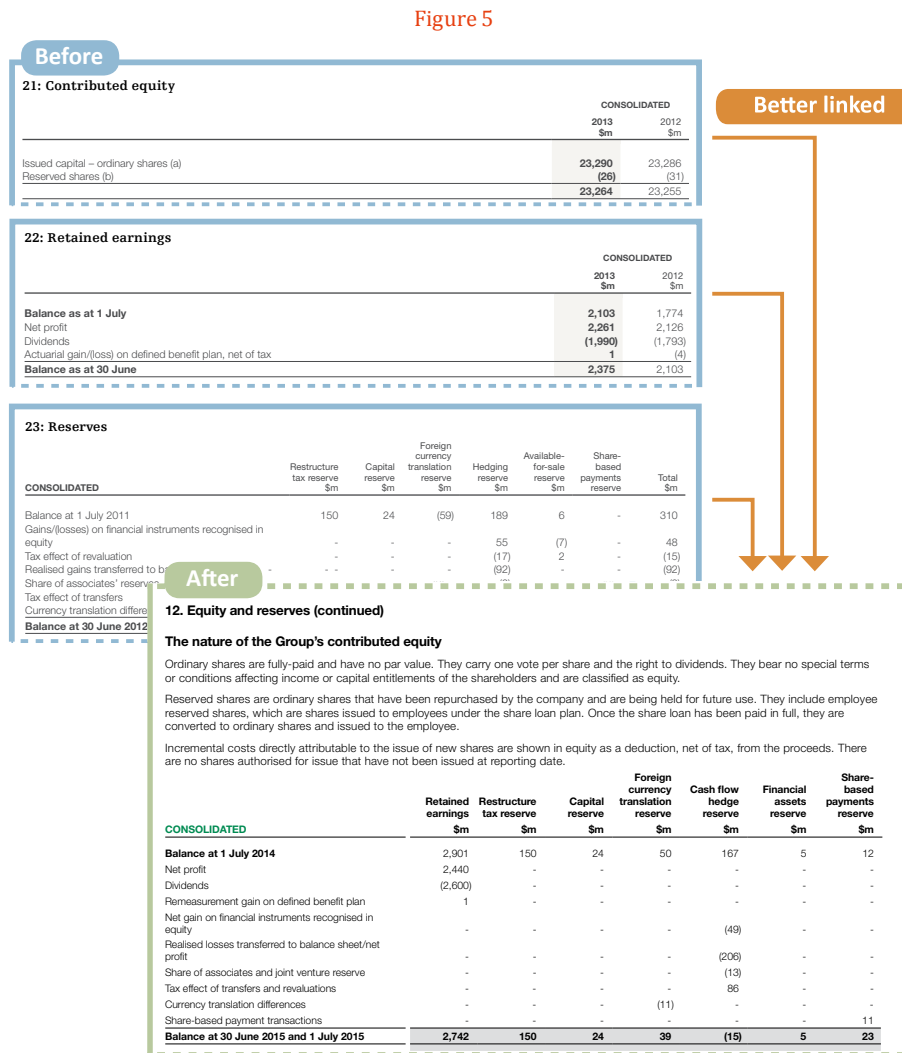 Figure 5
Before
21: Contributed equity
CONSOLIDATED
2013 2012
$m $m
Issued capital – ordinary shares (a) 23,290 23,286
Reserved shares (b) (26) (31)
23,264 23,255
Better linked
22: Retained earnings
CONSOLIDATED
2013 2012
$m $m
Balance as at 1 July 2,103 1,774
Net profit 2,261 2,126
Dividends (1,990) (1,793)
Actuarial gain/(loss) on defined benefit plan, net of tax 1 (4)
Balance as at 30 June 2,375 2,103
23: Reserves
Foreign
currency Available- Share-
Restructure Capital translation Hedging for-sale based
tax reserve reserve reserve reserve reserve payments Total
CONSOLIDATED $m $m $m $m $m reserve $m
Balance at 1 July 2011 150 24 (59) 189 6 - 310
Gains/(losses) on financial instruments recognised in
equity - - - 55 (7) - 48
Tax effect of revaluation - - - (17) 2 - (15)
Realised gains transferred to - - - - (92) - - (92)
Share of associates' reserves
Tax effect of transfers
Currency translation
Balance at 30 June 2012
After
12. Equity and reserves (continued)
The nature of the Group's contributed equity
Ordinary shares are fully-paid and have no par value. They carry one vote per share and the right to dividends. They bear no special terms
or conditions affecting income or capital entitlements of the shareholders and are classified as equity.
Reserved shares are ordinary shares that have been repurchased by the company and are being held for future use. They include employee
reserved shares, which are shares issued to employees under the share loan plan. Once the share loan has been paid in full, they are
converted to ordinary shares and issued to the employee.
Incremental costs directly attributable to the issue of new shares are shown in equity as a deduction, net of tax, from the proceeds. There
are no shares authorised for issue that have not been issued at reporting date.
Foreign Share-
currency Cash flow Financial based
Retained Restructure Capital translation hedge assets payments
earnings tax reserve reserve reserve reserve reserve reserve
CONSOLIDATED $m $m $m $m $m $m $m
Balance at 1 July 2014 2,901 150 24 50 167 5 12
Net profit 2,440 - - - - - -
Dividends (2,600) - - - - - -
Remeasurement gain on defined benefit plan 1 - - - - - -
Net gain on financial instruments recognised in
equity - - - - (49) - -
Realised losses transferred to balance sheet/net
profit - - - - (206) - -
Share of associates and joint venture reserve - - - - (13) - -
Tax effect of transfers and revaluations - - - - 86 - -
Currency translation differences - - - (11) - - -
Share-based payment transactions - - - - - - 11
Balance at 30 June 2015 and 1 July 2015 2,742 150 24 39 (15) 5 23